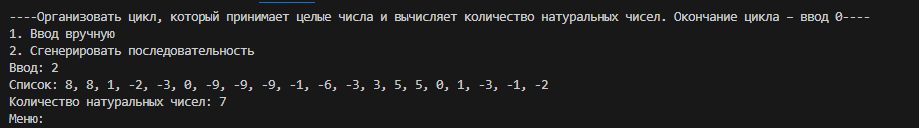 ----Организовать цикл, который принимает целые числа и вычисляет количество натуральных чисел. Окончание цикла – ввод 0----
1. Ввод вручную
2. Сгенерировать последовательность
Ввод: 2
Список: 8, 8, 1, -2, -3, 0, -9, -9, -9, -1, -6, -3, 3, 5, 5, 0, 1, -3, -1, -2
Количество натуральных чисел: 7
Меню: